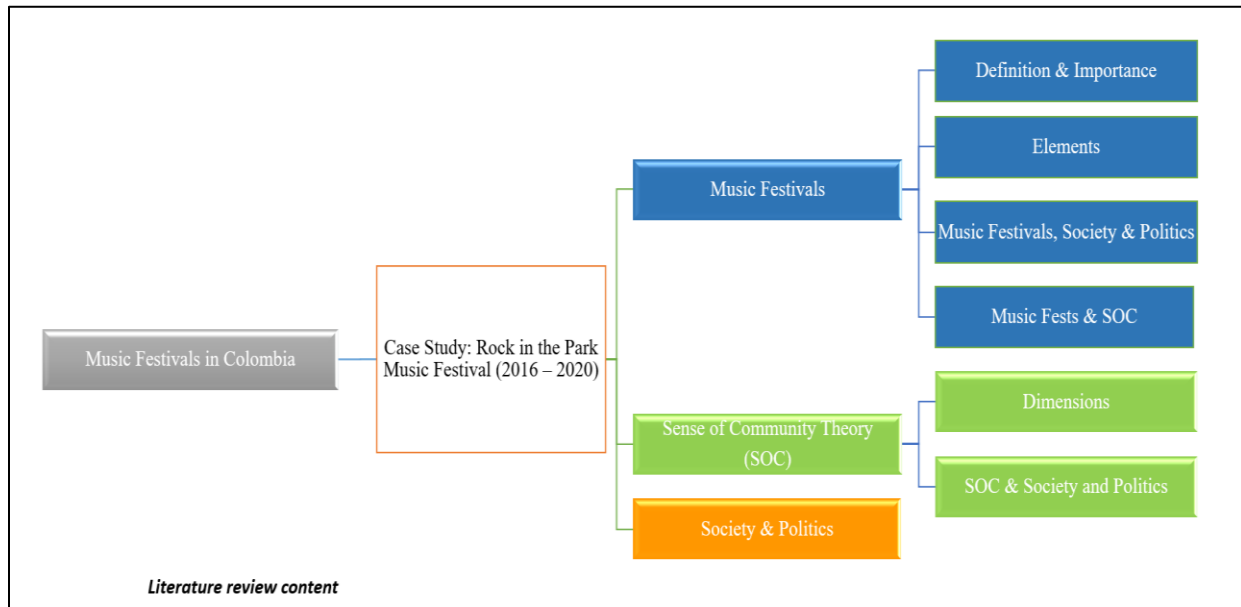 Music Festivals in Colombia
Case Study: Rock in the Park
Music Festival (2016 – 2020)
Music Festivals
Definition & Importance
Elements
Music Festivals, Society & Politics
Music Fests & SOC
Sense of Community Theory
(SOC)
Dimensions
SOC & Society and Politics
Society & Politics
Literature review content